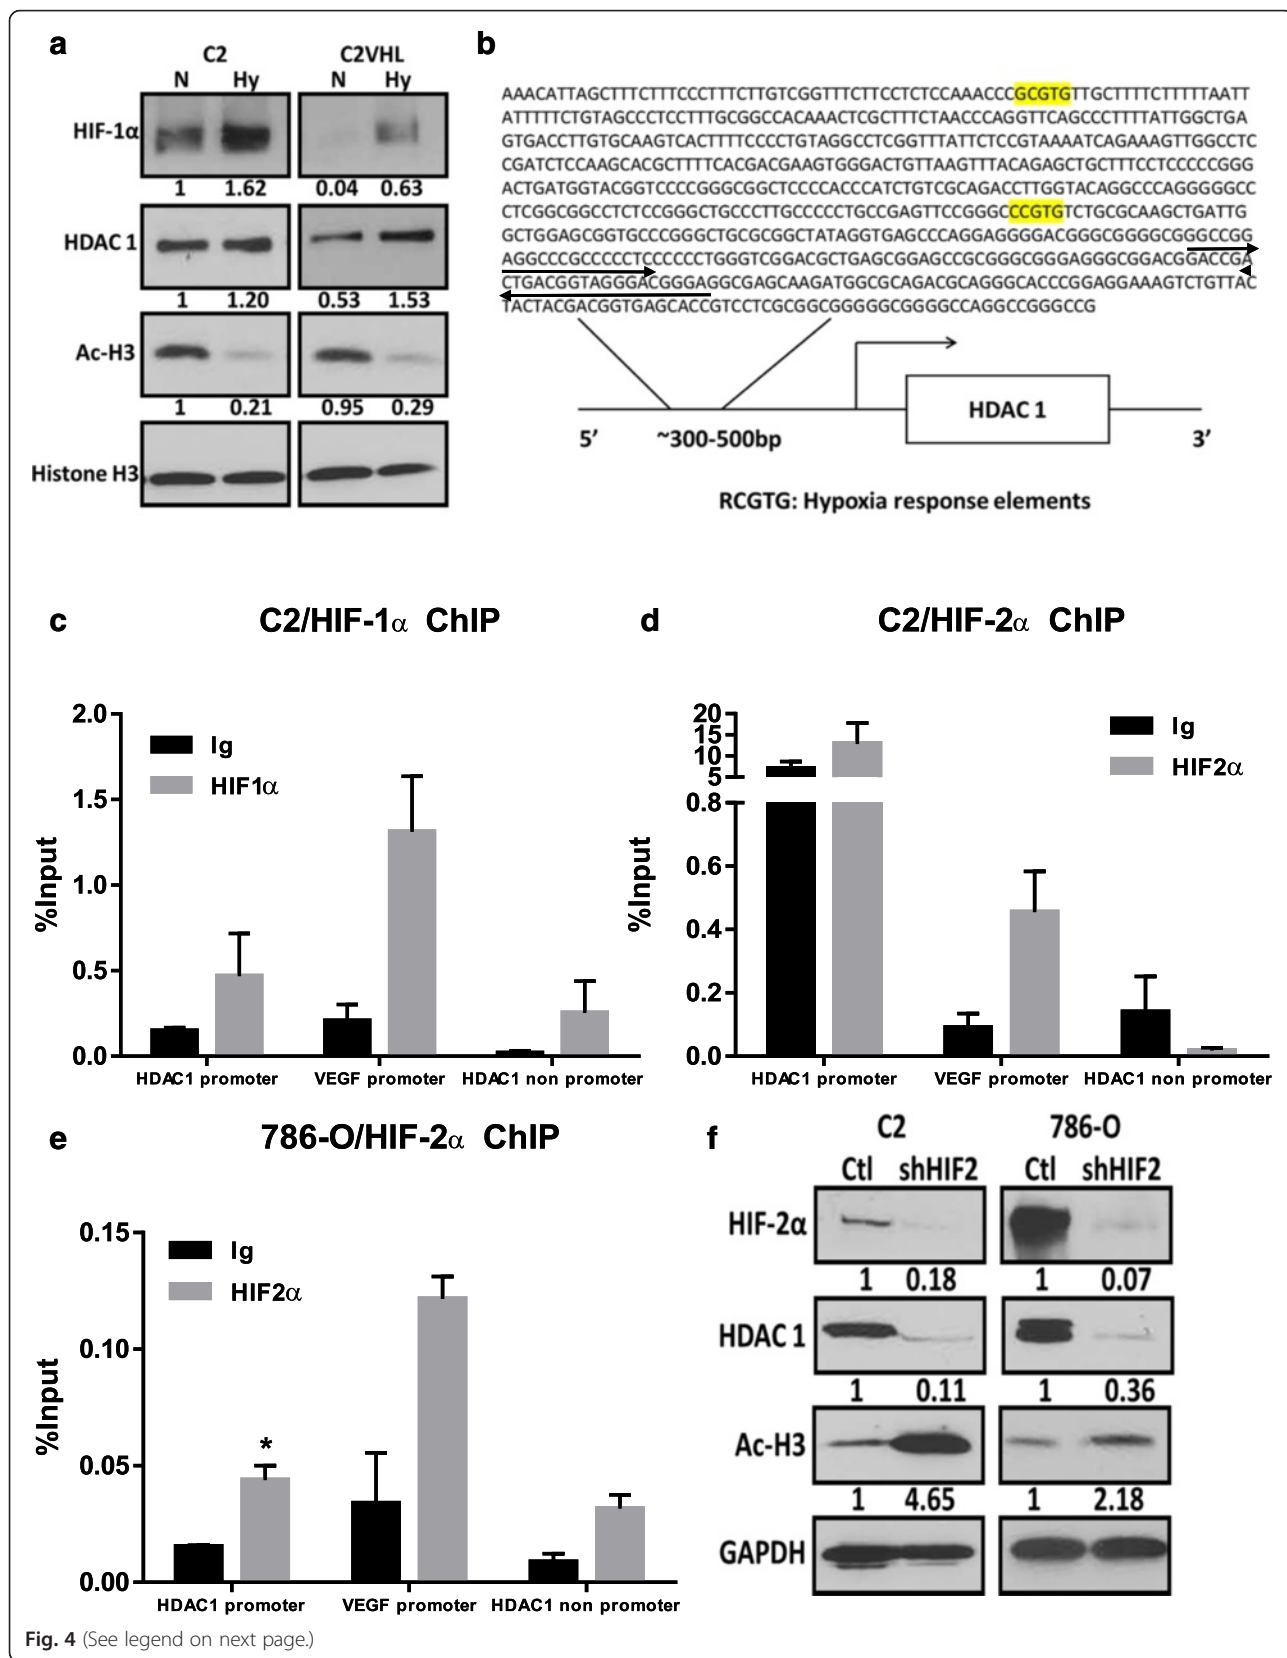 a
C2 C2VHL
N Hy N Hy
HIF-1α
1 1.62 0.04 0.63
HDAC 1
1 1.20 0.53 1.53
Ac-H3
1 0.21 0.95 0.29
Histone H3
b
AAACATTAGCTTTCTTTCCCTTTCTTGTCGGTTTCTTCCTCTCCAAACCCGCGTGTTGCTTTTCTTTTTAATT
ATTTTTCTGTAGCCCTCCTTTGCGGCCACAAACTCGCTTTCTAACCCAGGTTCAGCCCTTTTATTGGCTGA
GTGACCTTGTGCAAGTCACTTTTCCCCTGTAGGCCTCGGTTTATTCTCCGTAAAATCAGAAAGTTGGCCTC
CGATCTCCAAGCACGCTTTTCACGACGAAGTGGGACTGTTAAGTTTACAGAGCTGCTTTCCTCCCCCGGG
ACTGATGGTACGGTCCCCGGGCGGCTCCCCACCCATCTGTCGCAGACCTTGGTACAGGCCCAGGGGGCC
CTCGGCGGCCTCTCCGGGCTGCCCTTGCCCCCTGCCGAGTTCCGGGCCCGTGTCTGCGCAAGCTGATTG
GCTGGAGCGGTGCCCGGGCTGCGCGGCTATAGGTGAGCCCAGGAGGGGACGGGCGGGGCGGGCCGG
AGGCCCGCCCCCTCCCCCCTGGGTCGGACGCTGAGCGGAGCCGCGGGCGGGAGGGCGGACGGACCGA
CTGACGGTAGGGACGGGAGGCGAGCAAGATGGCGCAGACGCAGGGCACCCGGAGGAAAGTCTGTTAC
TACTACGACGGTGAGCACCGTCCTCGCGGCGGGGGCGGGGCCAGGCCGGGCCG
HDAC 1
5' ~300-500bp 3'
RCGTG: Hypoxia response elements
c
C2/HIF-1α ChIP
2.0
1.5
1.0
0.5
0.0
%Input
Ig
HIF1α
HDAC1 promoter VEGF promoter HDAC1 non promoter
d
C2/HIF-2α ChIP
20
15
10
5
0.8
0.6
0.4
0.2
0.0
%Input
Ig
HIF2α
HDAC1 promoter VEGF promoter HDAC1 non promoter
e
786-O/HIF-2α ChIP
0.15
0.10
0.05
0.00
%Input
Ig
HIF2α
*
HDAC1 promoter VEGF promoter HDAC1 non promoter
f
C2 786-O
Ctl shHIF2 Ctl shHIF2
HIF-2α
1 0.18 1 0.07
HDAC 1
1 0.11 1 0.36
Ac-H3
1 4.65 1 2.18
GAPDH
Fig. 4 (See legend on next page.)